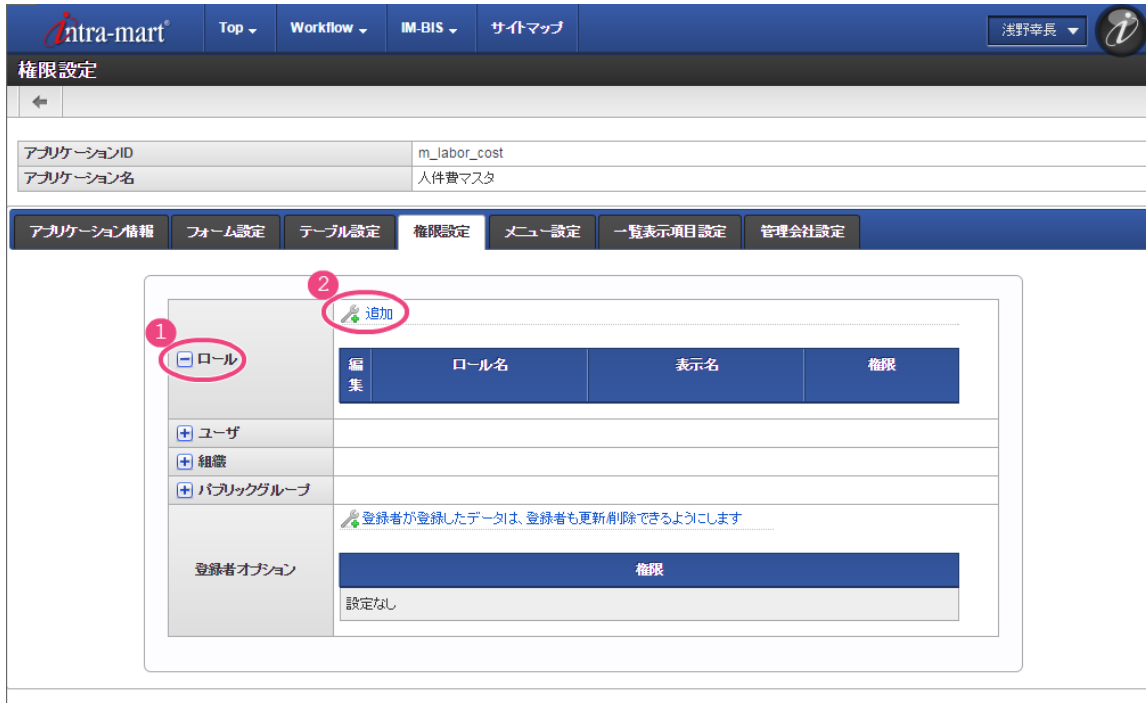 intra-mart® Top Workflow IM-BIS サイトマップ 浅野幸長
権限設定
アプリケーションID m_labor_cost
アプリケーション名 人件費マスタ
アプリケーション情報 フォーム設定 テーブル設定 権限設定 メニュー設定 一覧表示項目設定 管理会社設定
2
追加
1
ロール
編集 ロール名 表示名 権限
ユーザ
組織
パブリックグループ
登録者が登録したデータは、登録者も更新削除できるようにします
登録者オプション
権限
設定なし